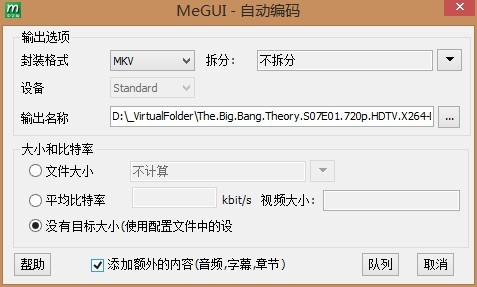 MeGUI - 自动编码
输出选项
封装格式 MKV 拆分： 不拆分
设备 Standard
输出名称 D:\_VirtualFolder\The.Big.Bang.Theory.S07E01.720p.HDTV.X264-I ...
大小和比特率
文件大小 不计算
平均比特率 kbit/s 视频大小：
没有目标大小(使用配置文件中的设
帮助 添加额外的内容(音频,字幕,章节) 队列 取消